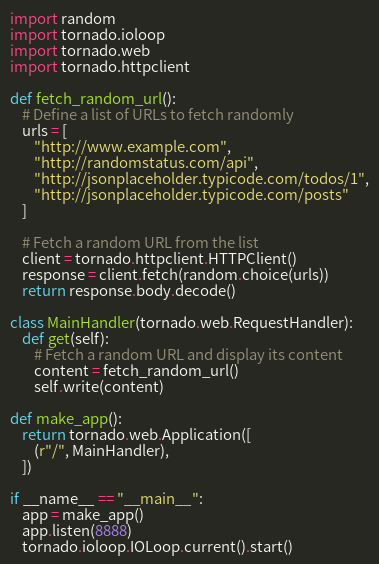 import random
import tornado.ioloop
import tornado.web
import tornado.httpclient

def fetch_random_url():
    # Define a list of URLs to fetch randomly
    urls = [
        "http://www.example.com",
        "http://randomstatus.com/api",
        "http://jsonplaceholder.typicode.com/todos/1",
        "http://jsonplaceholder.typicode.com/posts"
    ]

    # Fetch a random URL from the list
    client = tornado.httpclient.HTTPClient()
    response = client.fetch(random.choice(urls))
    return response.body.decode()

class MainHandler(tornado.web.RequestHandler):
    def get(self):
        # Fetch a random URL and display its content
        content = fetch_random_url()
        self.write(content)

def make_app():
    return tornado.web.Application([
        (r"/", MainHandler),
    ])

if __name__ == "__main__":
    app = make_app()
    app.listen(8888)
    tornado.ioloop.IOLoop.current().start()